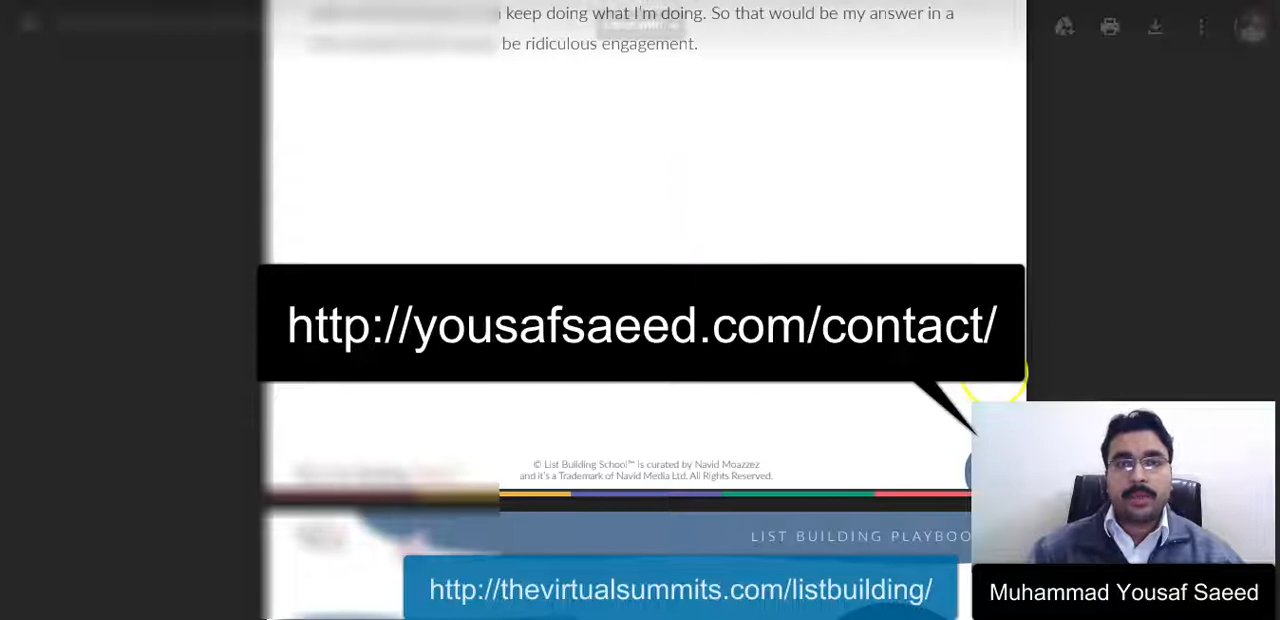 keep doing what I'm doing. So that would be my answer in a
be ridiculous engagement.
http://yousafsaeed.com/contact/
© List Building School™ is curated by Navid Moazzez
and it's a Trademark of Navid Media Ltd. All Rights Reserved.
LIST BUILDING PLAYBOO
http://thevirtualsummits.com/listbuilding/
Muhammad Yousaf Saeed